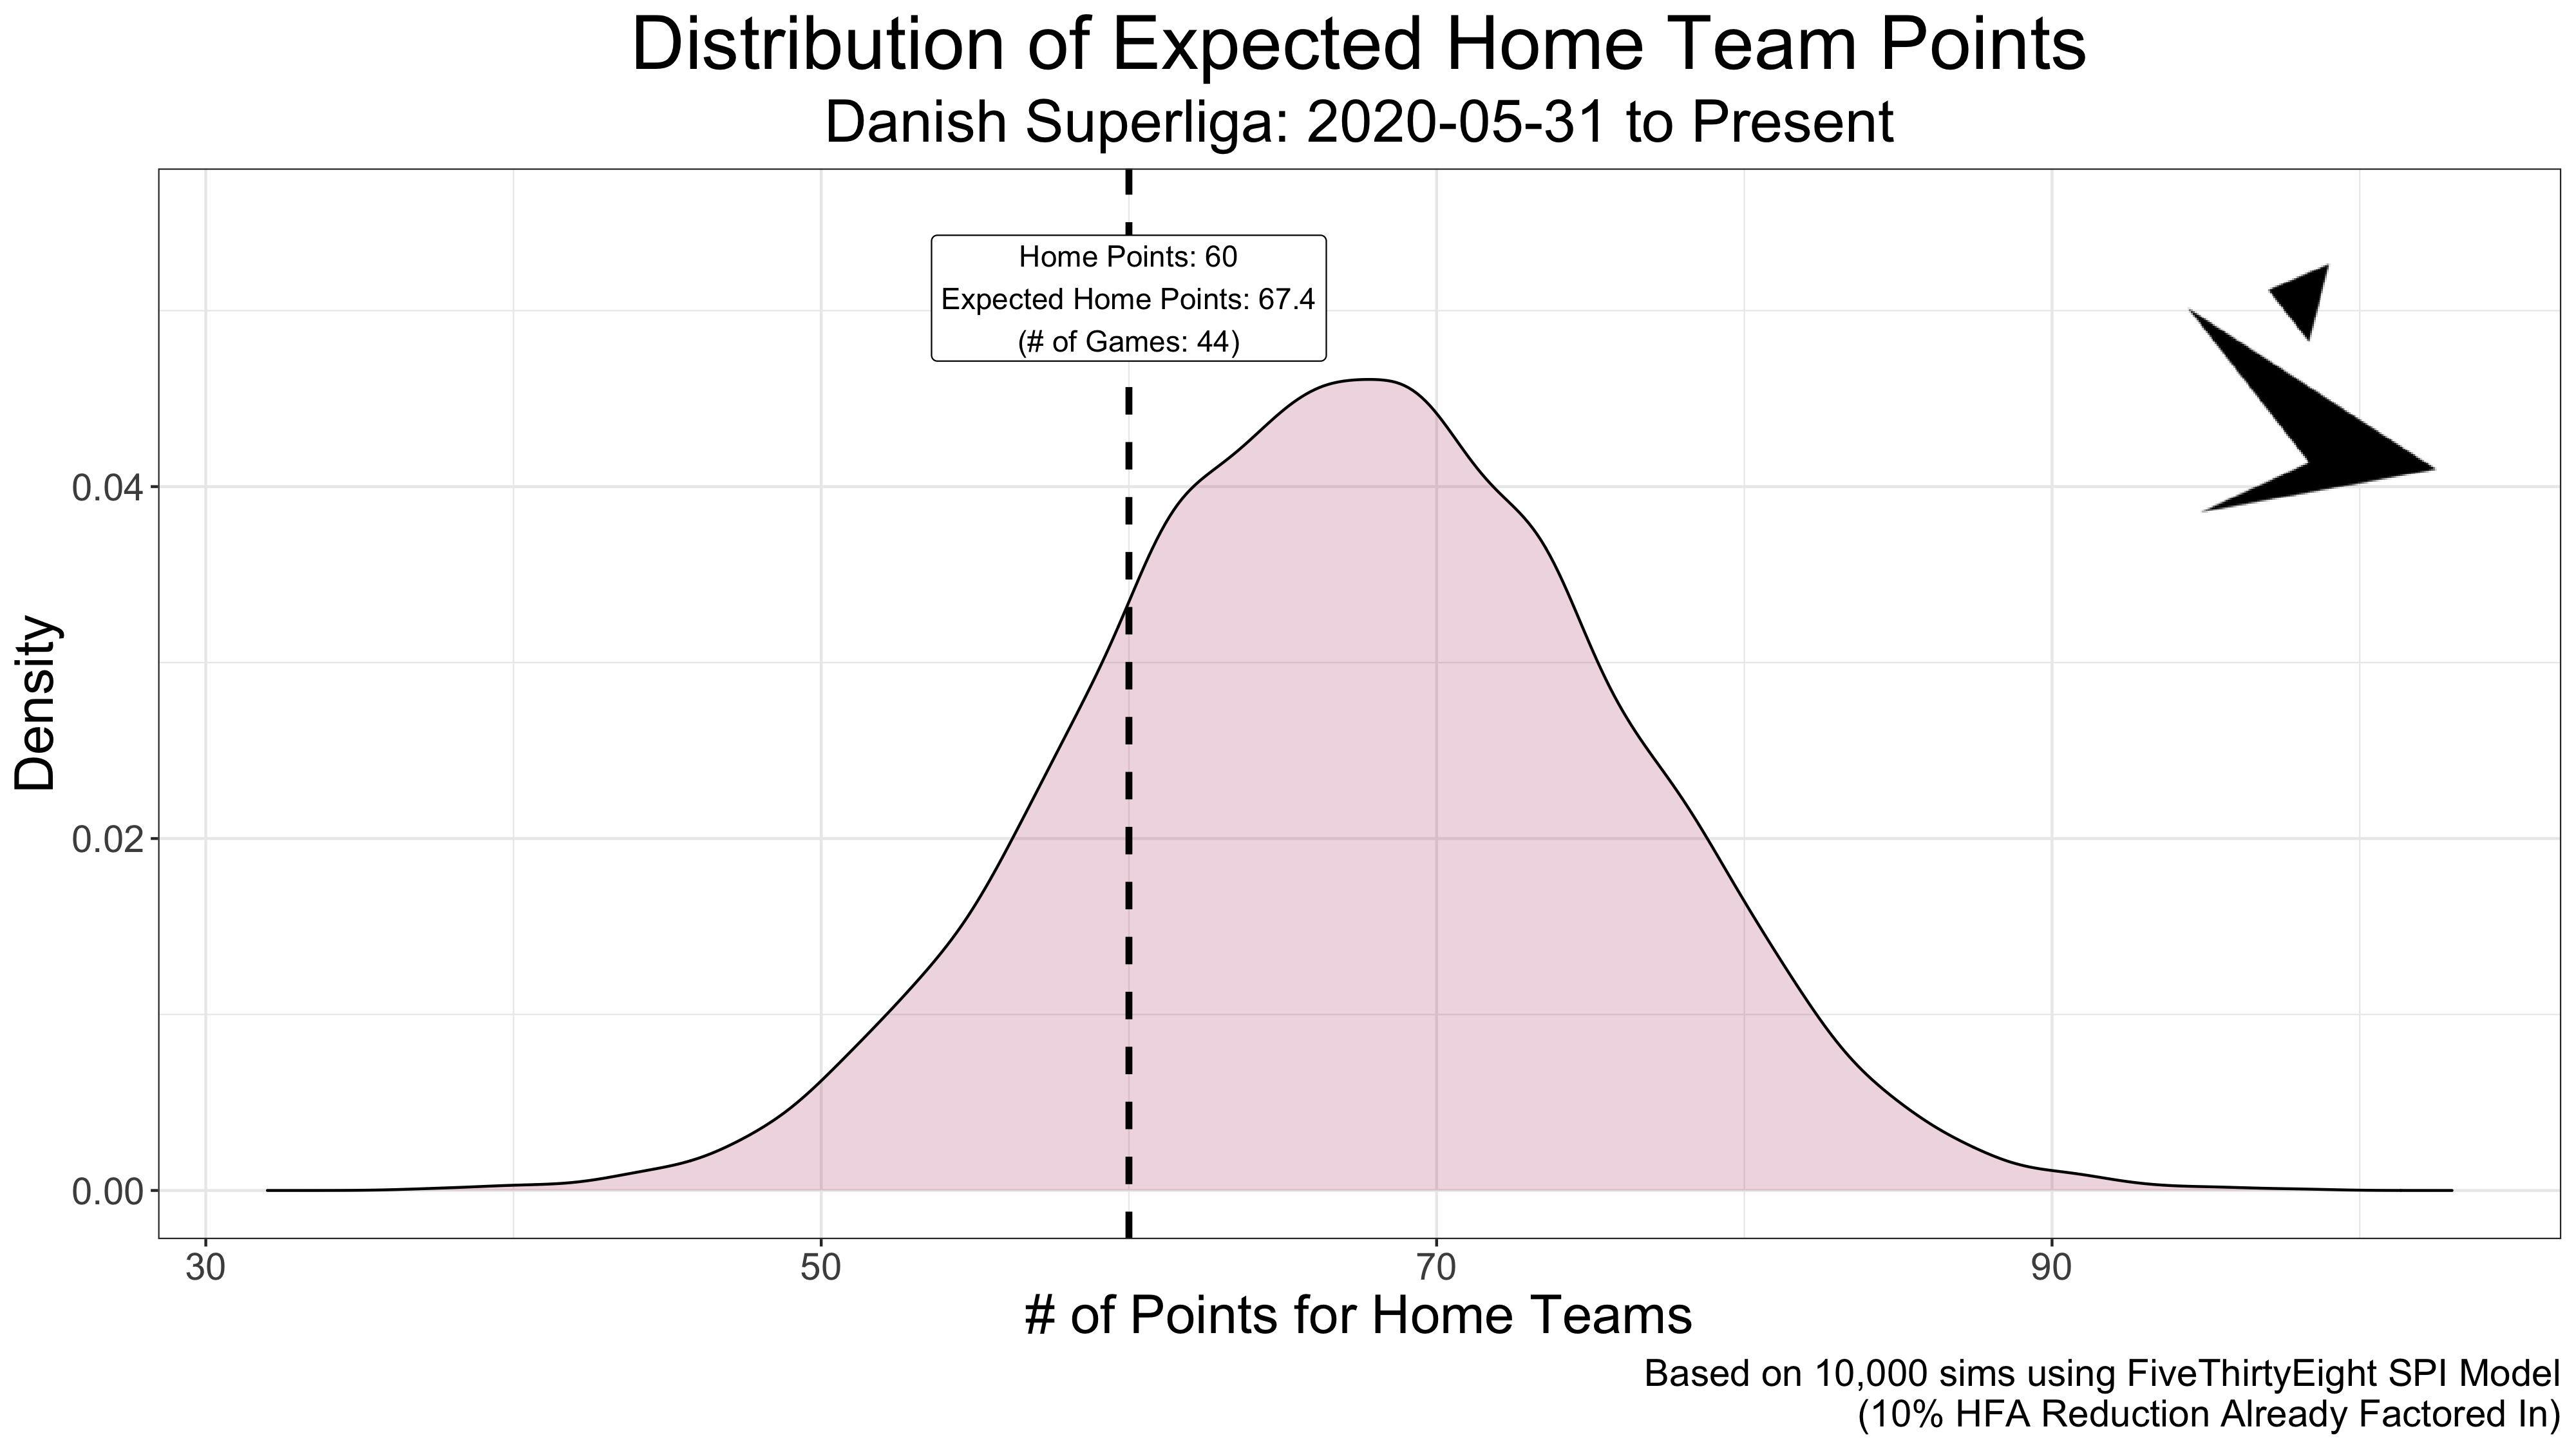 Distribution of Expected Home Team Points
Danish Superliga: 2020-05-31 to Present
Home Points: 60
Expected Home Points: 67.4
(# of Games: 44)
Density
0.04
0.02
0.00
30 50 70 90
# of Points for Home Teams
Based on 10,000 sims using FiveThirtyEight SPI Model
(10% HFA Reduction Already Factored In)